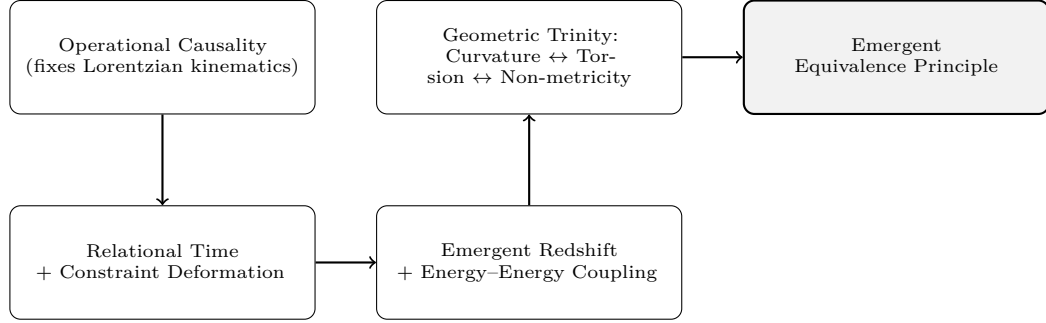 Operational Causality
(fixes Lorentzian kinematics)
Relational Time
+ Constraint Deformation
Emergent Redshift
+ Energy–Energy Coupling
Geometric Trinity:
Curvature ↔ Tor-
sion ↔ Non-metricity
Emergent
Equivalence Principle